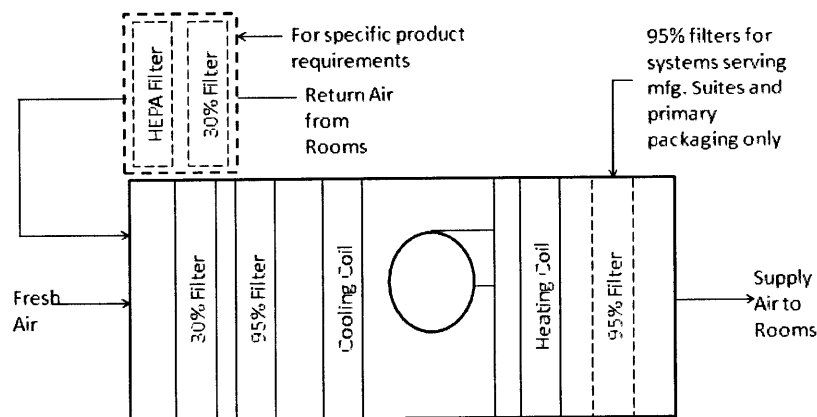 HEPA Filter
30% Filter
For specific product
requirements
Return Air
from
Rooms
95% filters for
systems serving
mfg. Suites and
primary
packaging only
Fresh
Air
30% Filter
95% Filter
Cooling Coil
Heating Coil
95% Filter
Supply
Air to
Rooms